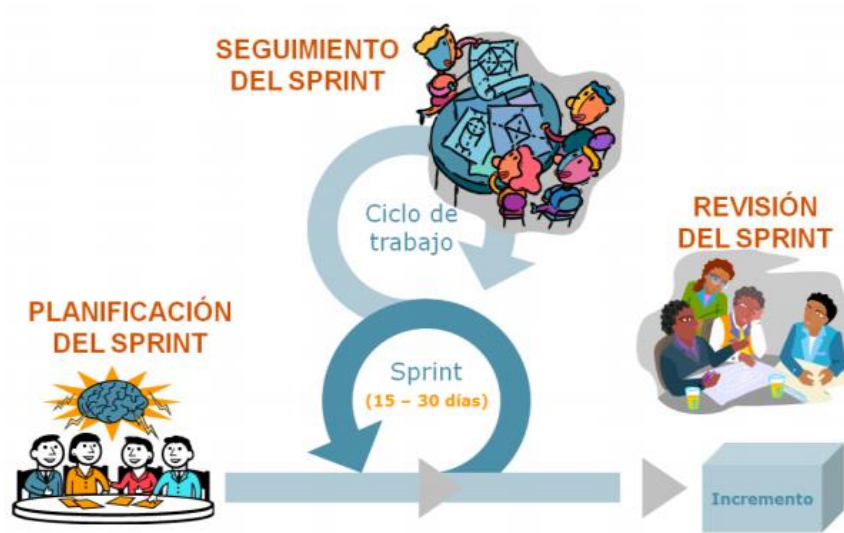 SEGUIMIENTO
DEL SPRINT
Ciclo de
trabajo
REVISIÓN
DEL SPRINT
PLANIFICACIÓN
DEL SPRINT
Sprint
(15 – 30 días)
Incremento